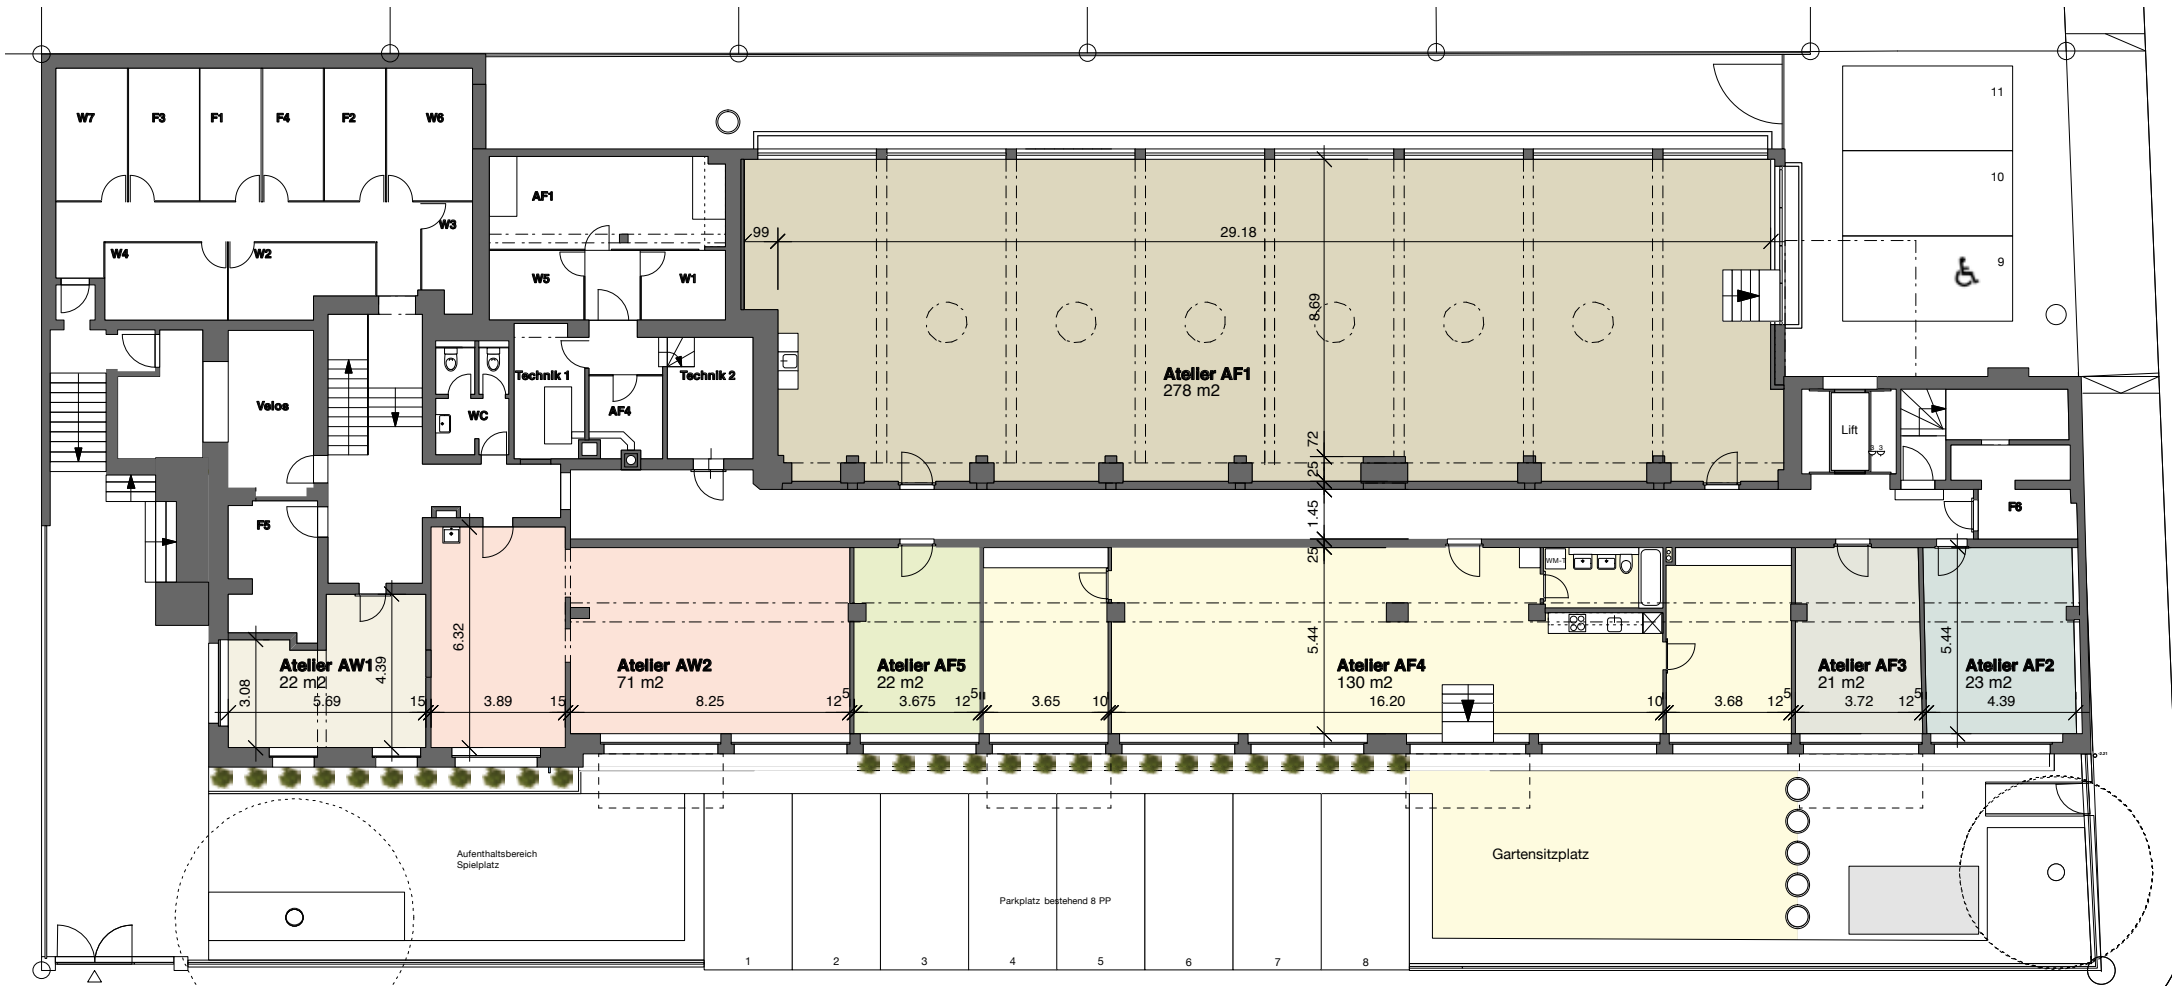 11
W7
F3
F1
F4
F2
W6
10
AF1
W3
99
29.18
W4
W2
9
W5
W1
8.69
Technik 1
Technik 2
Atelier AF1
278 m2
Velos
WC
AF4
Lift
72
25
1.45
F5
F6
25
WM-T
6.32
5.44
5.44
3.08
4.39
Atelier AW1
22 m2
Atelier AW2
71 m2
Atelier AF5
22 m2
Atelier AF4
130 m2
Atelier AF3
21 m2
Atelier AF2
23 m2
5.69
15
3.89
15
8.25
12⁵
3.675
12⁵
3.65
10
16.20
10
3.68
12⁵
3.72
12⁵
4.39
Aufenthaltsbereich
Spielplatz
Gartensitzplatz
Parkplatz bestehend 8 PP
1
2
3
4
5
6
7
8